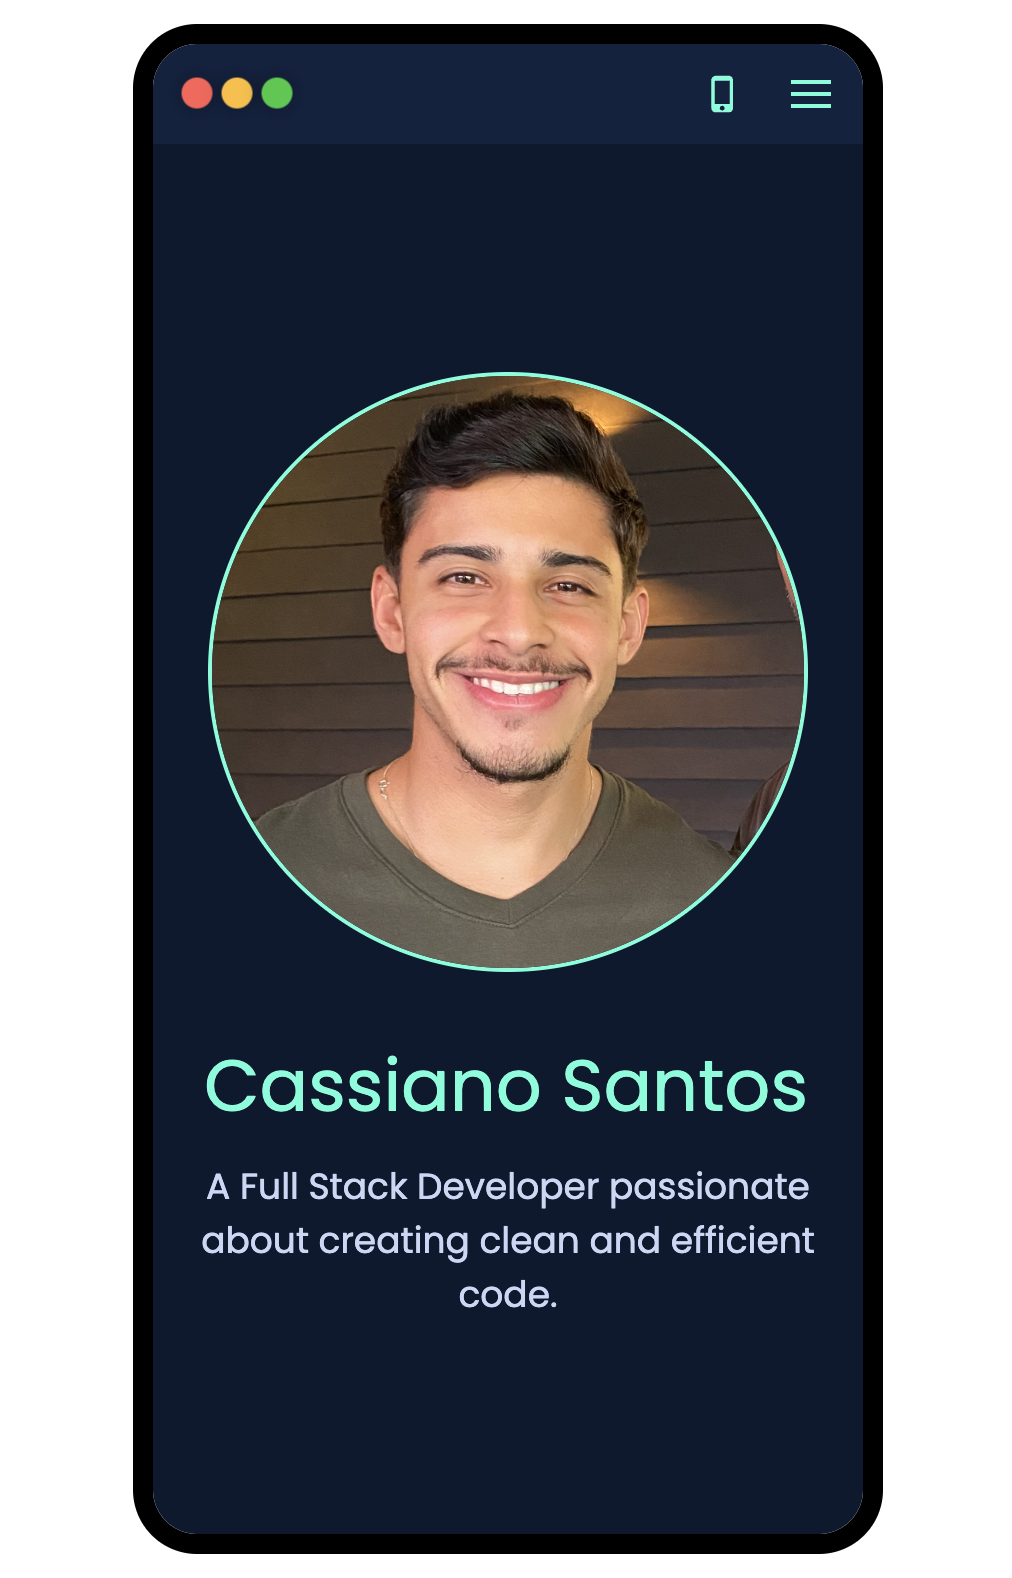 Cassiano Santos
A Full Stack Developer passionate
about creating clean and efficient
code.